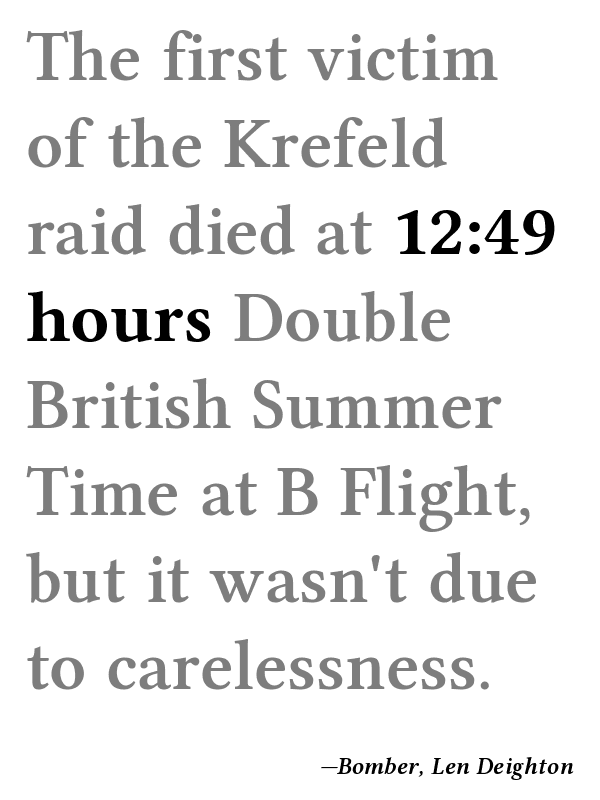 The first victim
of the Krefeld
raid died at 12:49
hours Double
British Summer
Time at B Flight,
but it wasn't due
to carelessness.
—Bomber, Len Deighton